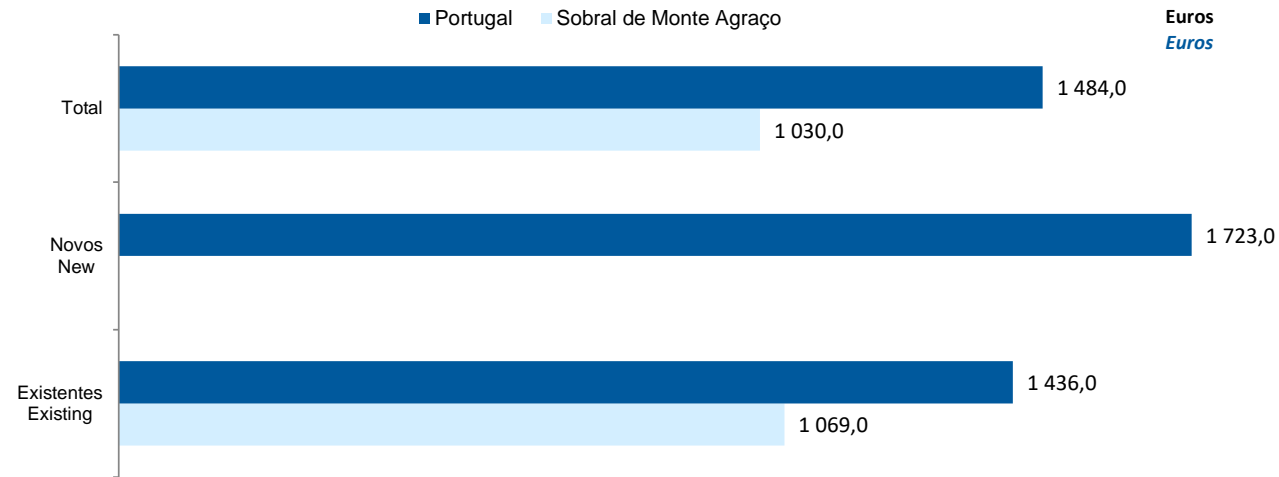 Portugal Sobral de Monte Agraço
Euros
Euros
Total
1 484,0
1 030,0
Novos
New
1 723,0
Existentes
Existing
1 436,0
1 069,0